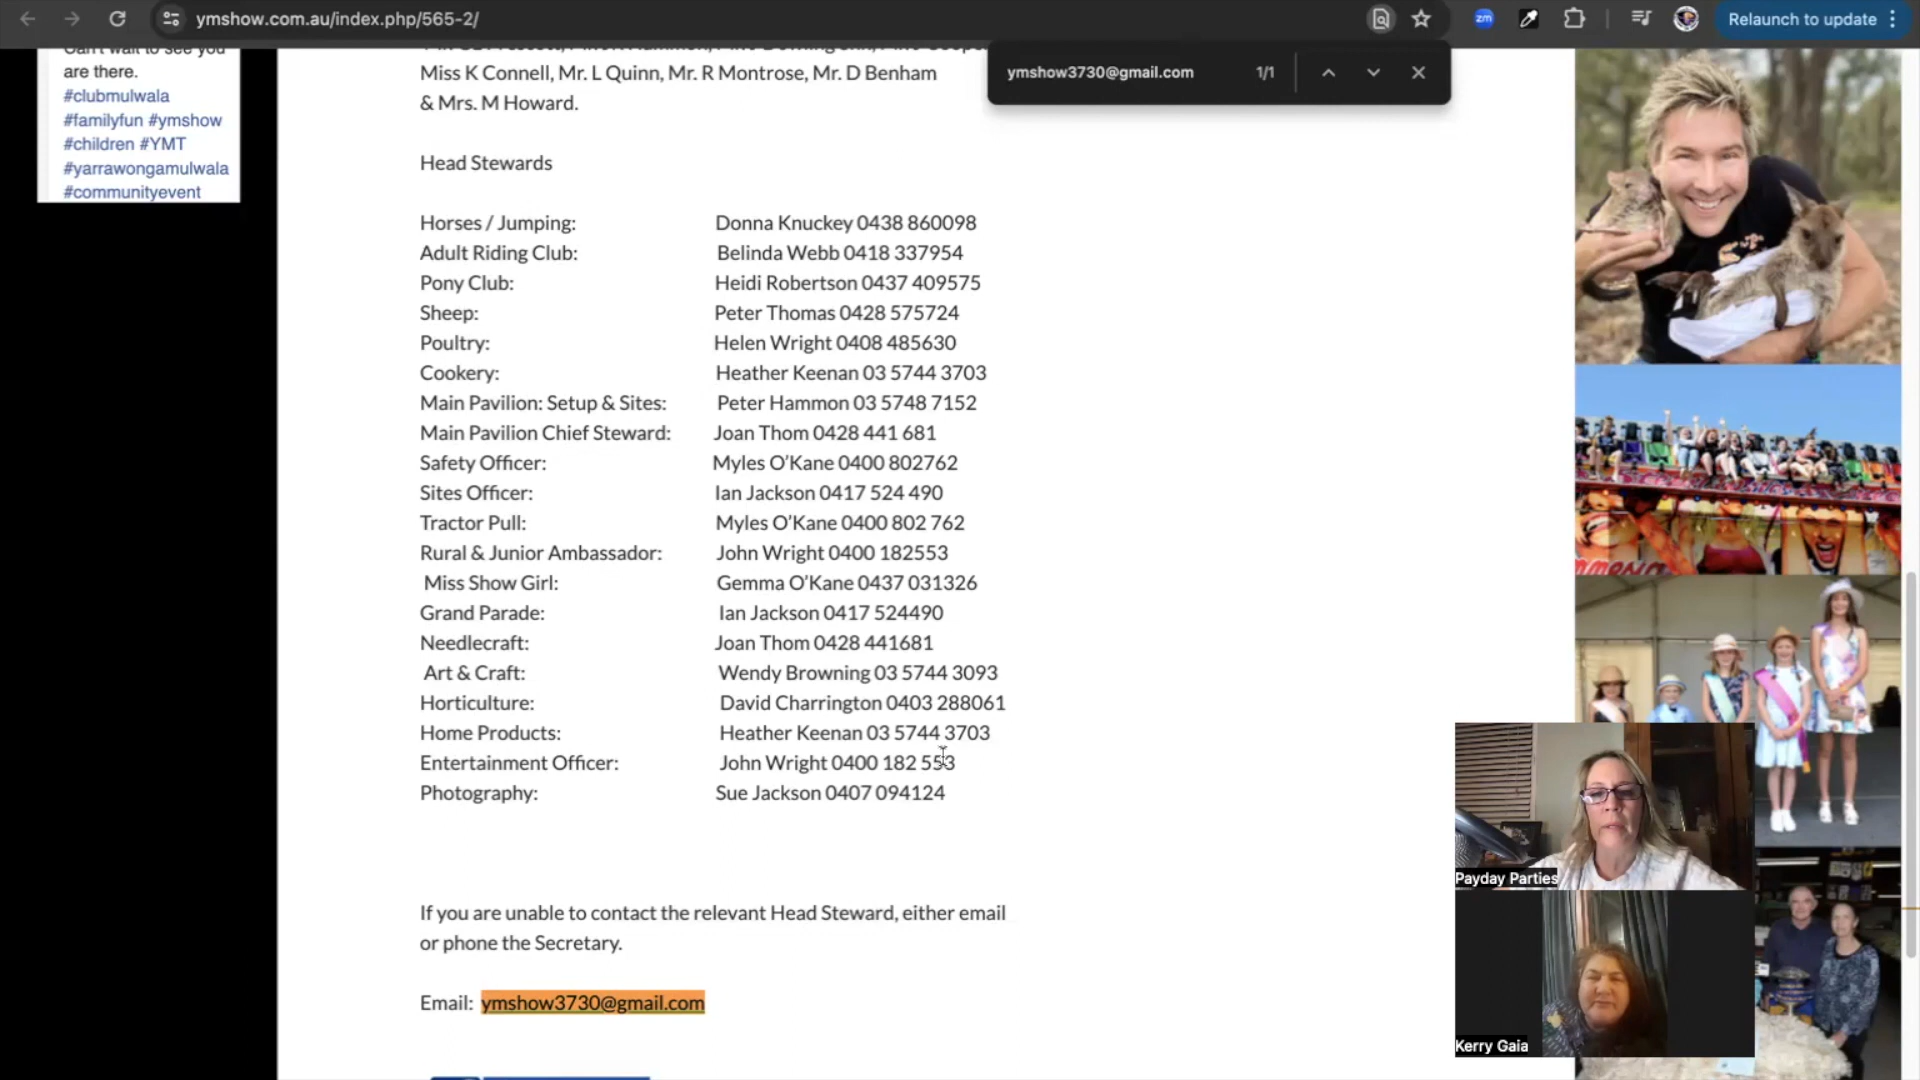 ymshow.com.au/index.php/565-2/
Relaunch to update
zm
ymshow3730@gmail.com 1/1
Can't wait to see you
are there.
#clubmulwala
#familyfun #ymshow
#children #YMT
#yarrawongamulwala
#communityevent
Miss K Connell, Mr. L Quinn, Mr. R Montrose, Mr. D Benham
& Mrs. M Howard.
Head Stewards
Horses / Jumping: Donna Knuckey 0438 860098
Adult Riding Club: Belinda Webb 0418 337954
Pony Club: Heidi Robertson 0437 409575
Sheep: Peter Thomas 0428 575724
Poultry: Helen Wright 0408 485630
Cookery: Heather Keenan 03 5744 3703
Main Pavilion: Setup & Sites: Peter Hammon 03 5748 7152
Main Pavilion Chief Steward: Joan Thom 0428 441 681
Safety Officer: Myles O’Kane 0400 802762
Sites Officer: Ian Jackson 0417 524 490
Tractor Pull: Myles O’Kane 0400 802 762
Rural & Junior Ambassador: John Wright 0400 182553
Miss Show Girl: Gemma O’Kane 0437 031326
Grand Parade: Ian Jackson 0417 524490
Needlecraft: Joan Thom 0428 441681
Art & Craft: Wendy Browning 03 5744 3093
Horticulture: David Charrington 0403 288061
Home Products: Heather Keenan 03 5744 3703
Entertainment Officer: John Wright 0400 182 553
Photography: Sue Jackson 0407 094124
If you are unable to contact the relevant Head Steward, either email
or phone the Secretary.
Email: ymshow3730@gmail.com
Payday Parties
Kerry Gaia